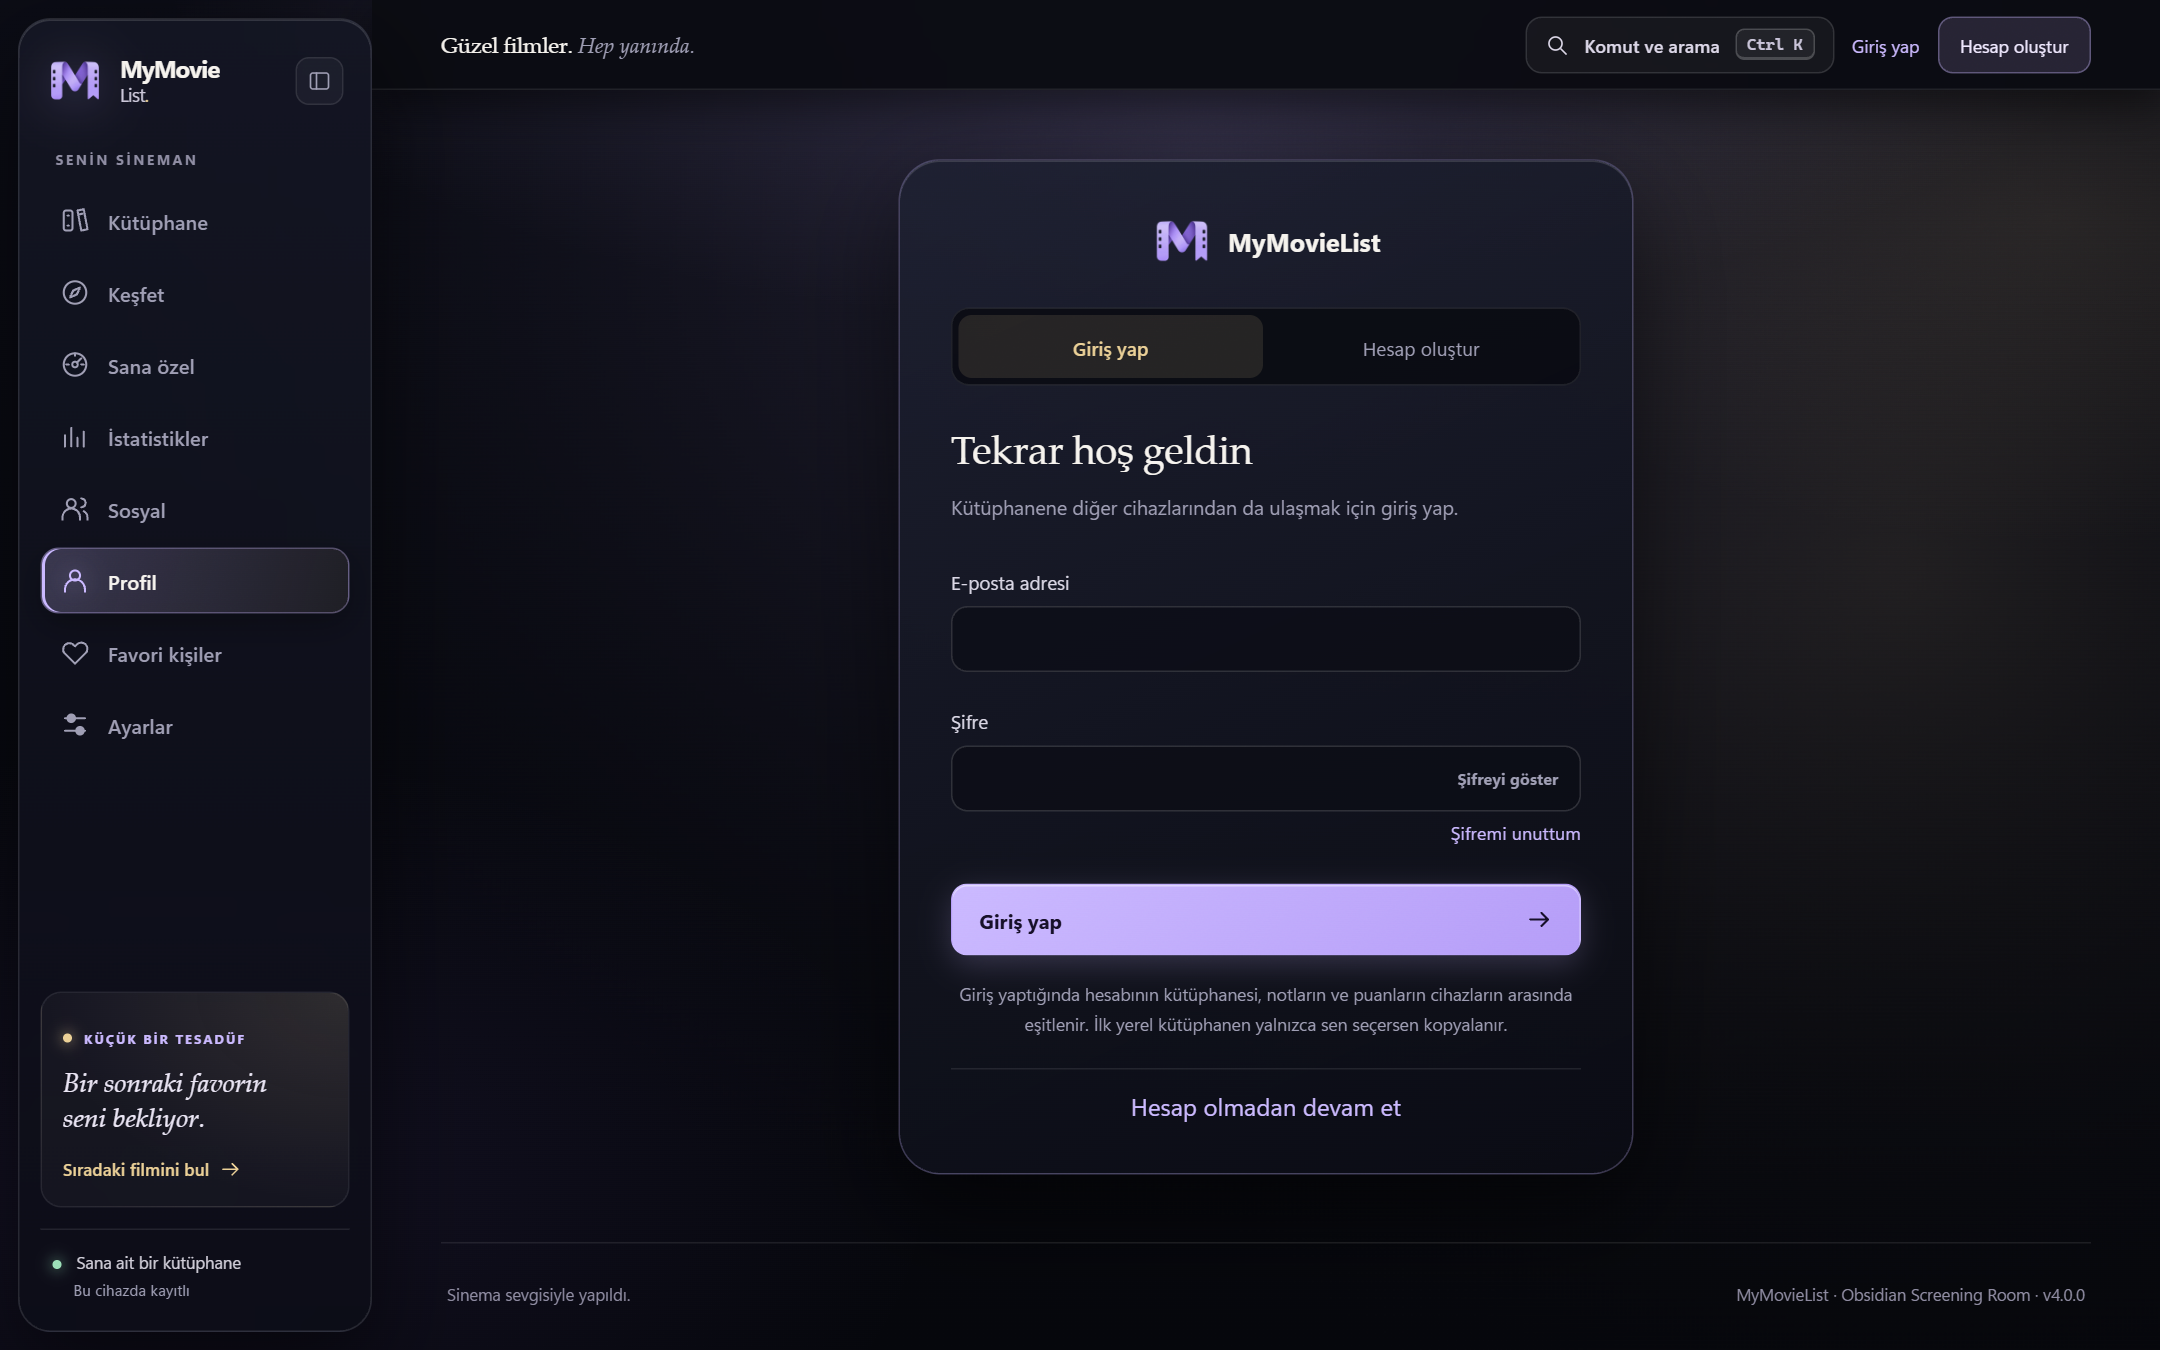 MyMovie
List.
SENİN SİNEMAN
Kütüphane
Keşfet
Sana özel
İstatistikler
Sosyal
Profil
Favori kişiler
Ayarlar
KÜÇÜK BİR TESADÜF
Bir sonraki favorin
seni bekliyor.
Sıradaki filmini bul
Sana ait bir kütüphane
Bu cihazda kayıtlı
Güzel filmler. Hep yanında.
Komut ve arama Ctrl K
Giriş yap
Hesap oluştur
MyMovieList
Giriş yap
Hesap oluştur
Tekrar hoş geldin
Kütüphanene diğer cihazlarından da ulaşmak için giriş yap.
E-posta adresi
Şifre
Şifreyi göster
Şifremi unuttum
Giriş yap
Giriş yaptığında hesabının kütüphanesi, notların ve puanların cihazların arasında
eşitlenir. İlk yerel kütüphanen yalnızca sen seçersen kopyalanır.
Hesap olmadan devam et
Sinema sevgisiyle yapıldı.
MyMovieList · Obsidian Screening Room · v4.0.0